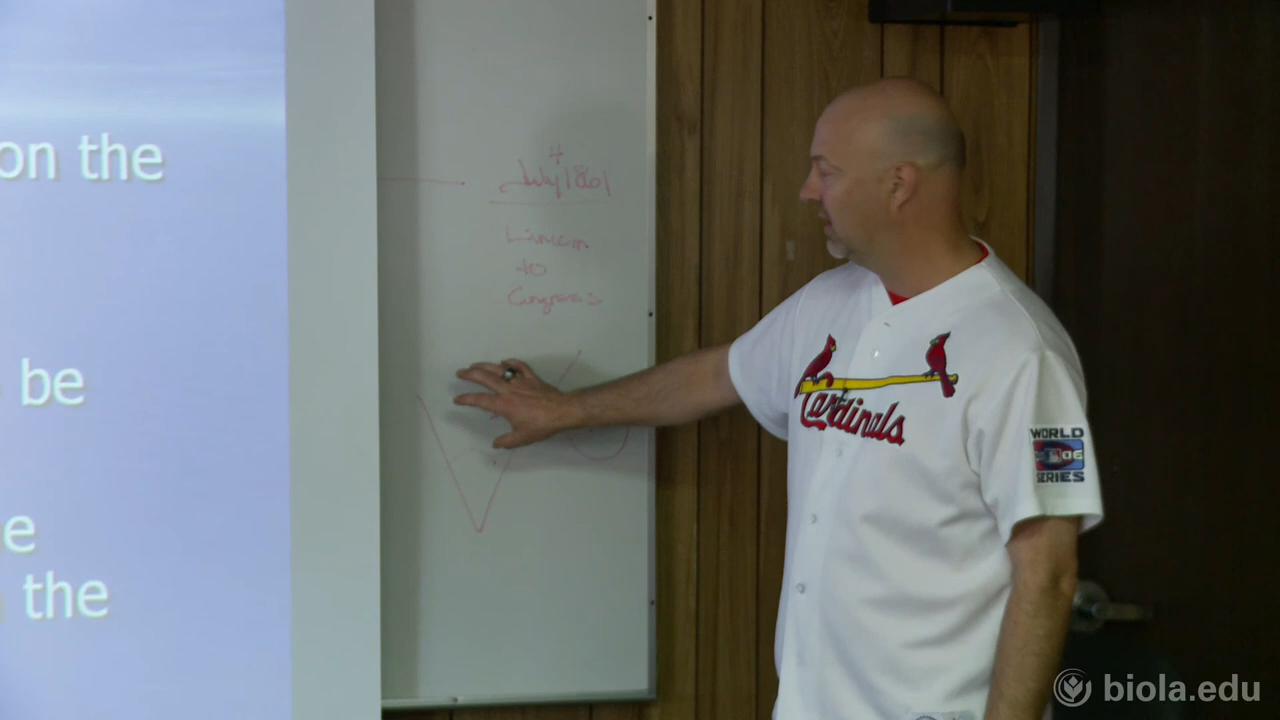 on the
be
e
the
4
July 1861
Lincoln
to
Congress
Cardinals
WORLD
06
SERIES
biola.edu